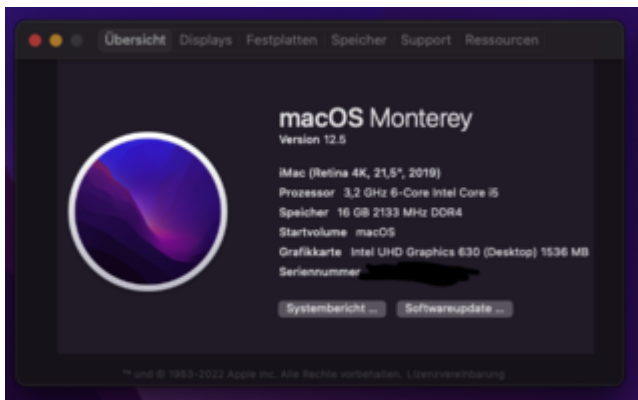 Übersicht Displays Festplatten Speicher Support Ressourcen
macOS Monterey
Version 12.5
iMac (Retina 4K, 21,5", 2019)
Prozessor 3,2 GHz 6-Core Intel Core i5
Speicher 16 GB 2133 MHz DDR4
Startvolume macOS
Grafikkarte Intel UHD Graphics 630 (Desktop) 1536 MB
Seriennummer
Systembericht ... Softwareupdate ...
™ und © 1983-2022 Apple Inc. Alle Rechte vorbehalten. Lizenzvereinbarung